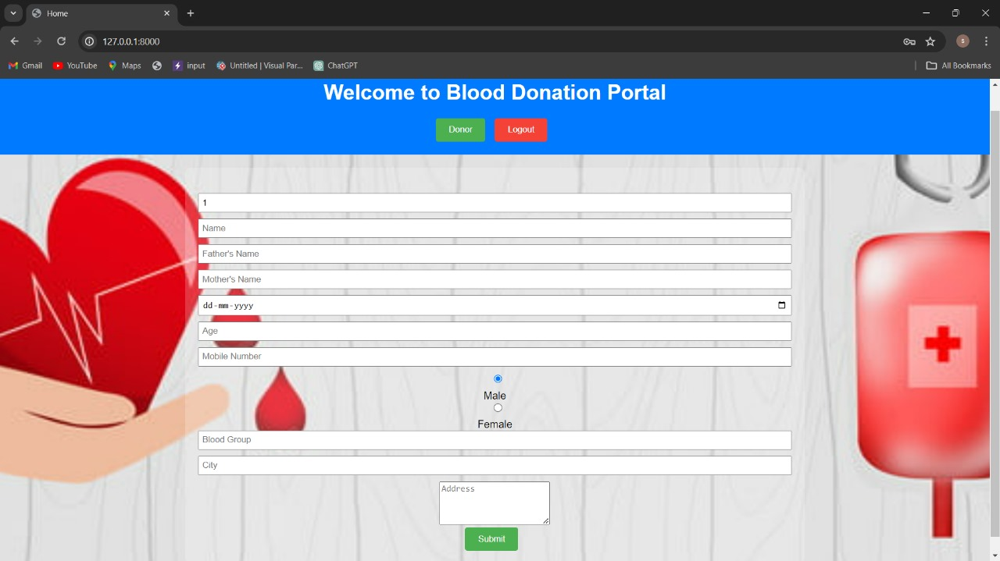 Home
127.0.0.1:8000
S
Gmail YouTube Maps input Untitled | Visual Par... ChatGPT All Bookmarks
Welcome to Blood Donation Portal
Donor Logout
1
Name
Father's Name
Mother's Name
dd-mm-yyyy
Age
Mobile Number
Male
Female
Blood Group
City
Address
Submit